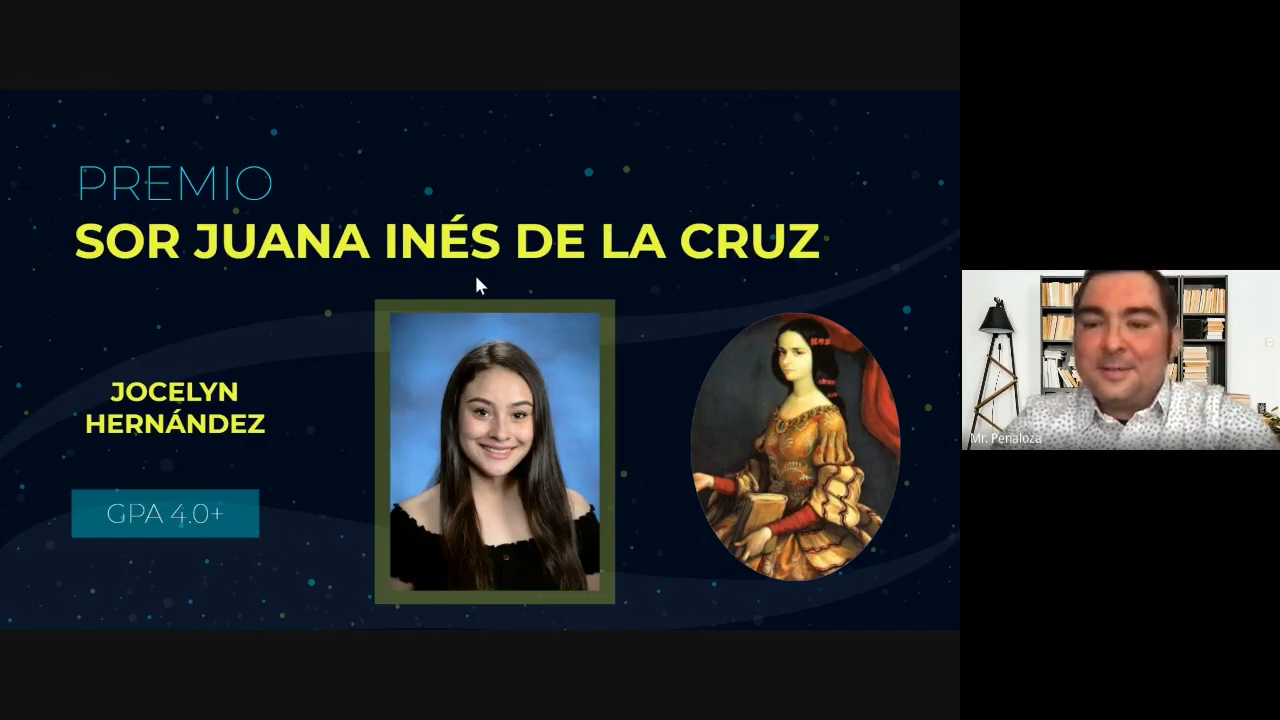 PREMIO
SOR JUANA INÉS DE LA CRUZ
JOCELYN
HERNÁNDEZ
GPA 4.0+
Mr. Penaloza